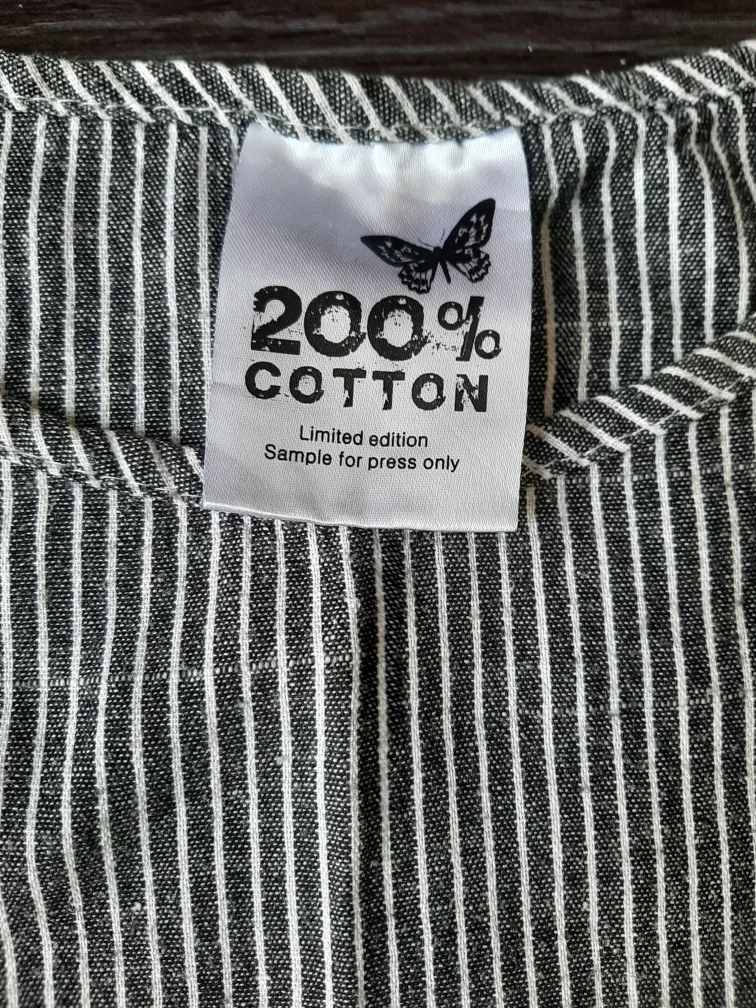 200%
COTTON
Limited edition
Sample for press only